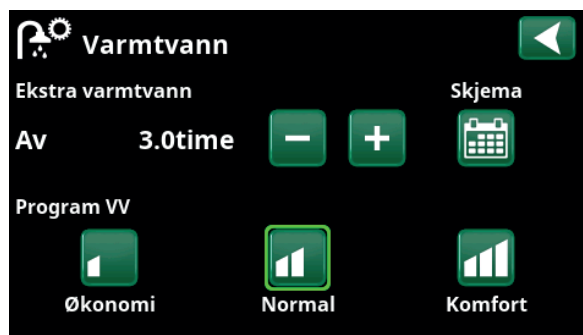 Varmtvann
Ekstra varmtvann Skjema
Av 3.0time
Program VV
Økonomi Normal Komfort